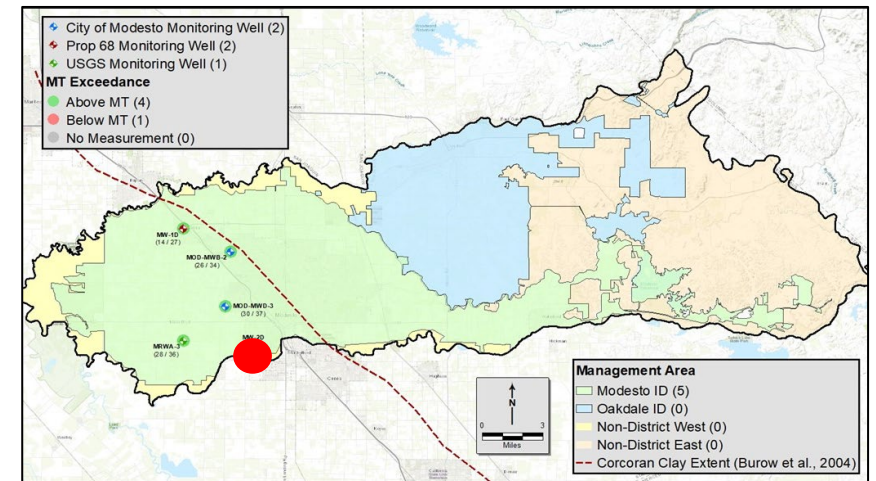 City of Modesto Monitoring Well (2)
Prop 68 Monitoring Well (2)
USGS Monitoring Well (1)
MT Exceedance
Above MT (4)
Below MT (1)
No Measurement (0)
MW-1D
(14 / 27)
MOD-MWB-2
(26 / 34)
MOD-MWD-3
(30 / 37)
MRWA-3
(28 / 36)
MW-2D
N
0 3
Miles
Management Area
Modesto ID (5)
Oakdale ID (0)
Non-District West (0)
Non-District East (0)
Corcoran Clay Extent (Burow et al., 2004)